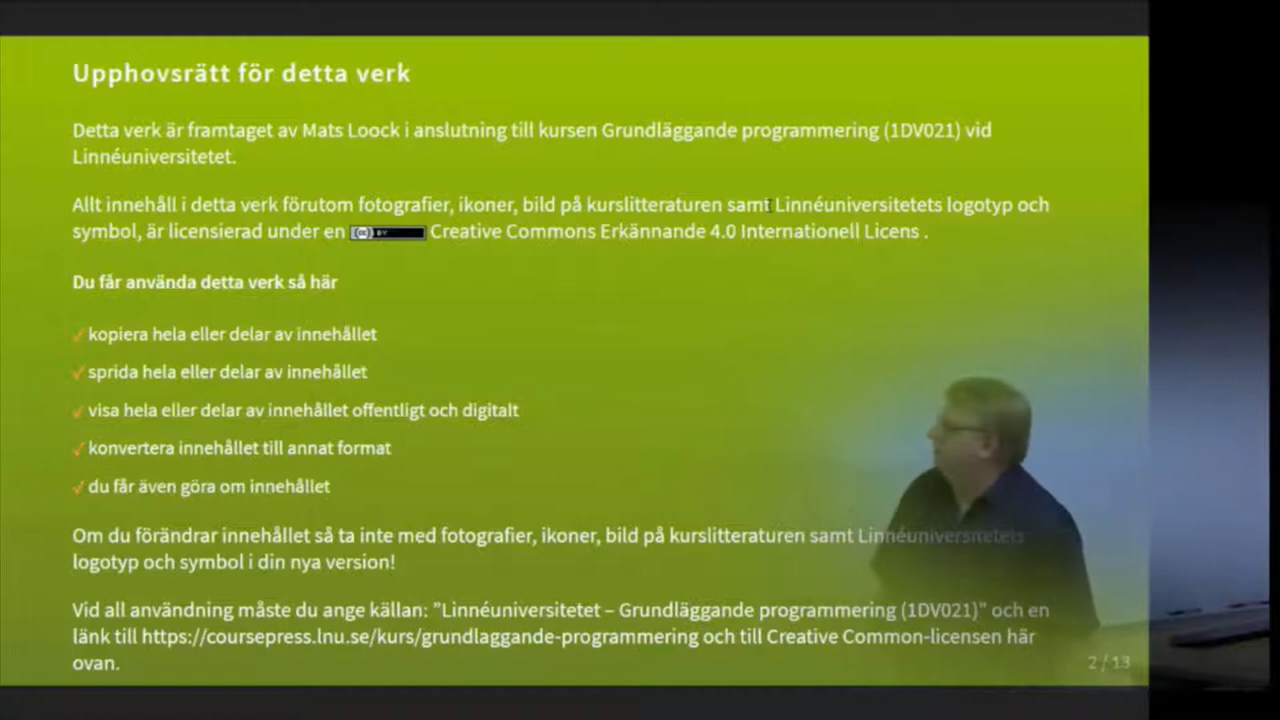 Upphovsrätt för detta verk
Detta verk är framtaget av Mats Loock i anslutning till kursen Grundläggande programmering (1DV021) vid
Linnéuniversitetet.
Allt innehåll i detta verk förutom fotografier, ikoner, bild på kurslitteraturen samt Linnéuniversitetets logotyp och
symbol, är licensierad under en (cc) BY Creative Commons Erkännande 4.0 Internationell Licens .
Du får använda detta verk så här
✓ kopiera hela eller delar av innehållet
✓ sprida hela eller delar av innehållet
✓ visa hela eller delar av innehållet offentligt och digitalt
✓ konvertera innehållet till annat format
✓ du får även göra om innehållet
Om du förändrar innehållet så ta inte med fotografier, ikoner, bild på kurslitteraturen samt Linnéuniversitetets
logotyp och symbol i din nya version!
Vid all användning måste du ange källan: "Linnéuniversitetet – Grundläggande programmering (1DV021)" och en
länk till https://coursepress.lnu.se/kurs/grundlaggande-programmering och till Creative Common-licensen här
ovan.
2 / 13